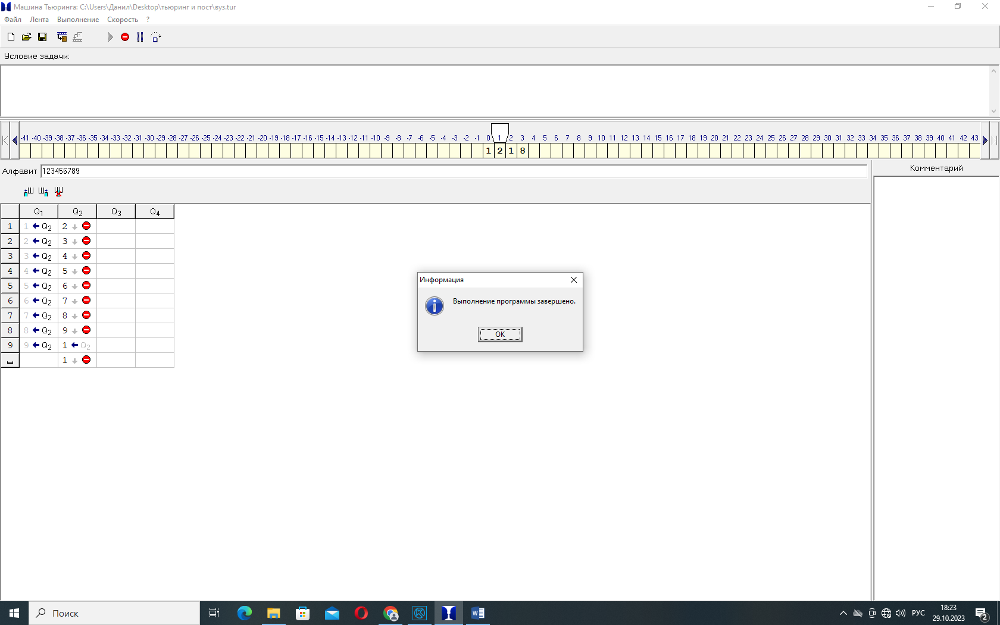 Машина Тьюринга: C:\Users\Данил\Desktop\тьюринг и пост\вуз.tur
Файл Лента Выполнение Скорость ?
Условие задачи:
-41 -40 -39 -38 -37 -36 -35 -34 -33 -32 -31 -30 -29 -28 -27 -26 -25 -24 -23 -22 -21 -20 -19 -18 -17 -16 -15 -14 -13 -12 -11 -10 -9 -8 -7 -6 -5 -4 -3 -2 -1 0 1 2 3 4 5 6 7 8 9 10 11 12 13 14 15 16 17 18 19 20 21 22 23 24 25 26 27 28 29 30 31 32 33 34 35 36 37 38 39 40 41 42 43
1 2 1 8
Алфавит 123456789
Комментарий
Q1 Q2 Q3 Q4
1 1 ← Q2 2 ↓
2 2 ← Q2 3 ↓
3 3 ← Q2 4 ↓
4 4 ← Q2 5 ↓
5 5 ← Q2 6 ↓
6 6 ← Q2 7 ↓
7 7 ← Q2 8 ↓
8 8 ← Q2 9 ↓
9 9 ← Q2 1 ← Q2
␣ 1 ↓
Информация
Выполнение программы завершено.
OK
Поиск
РУС
18:23
29.10.2023
2